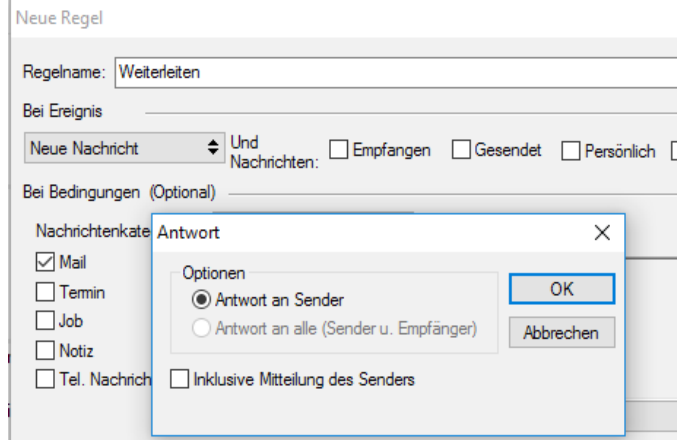 Neue Regel
Regelname: Weiterleiten
Bei Ereignis
Neue Nachricht Und Nachrichten: Empfangen Gesendet Persönlich
Bei Bedingungen (Optional)
Nachrichtenkate
Antwort
Mail
Optionen
OK
Termin
Antwort an Sender
Job
Antwort an alle (Sender u. Empfänger)
Abbrechen
Notiz
Tel. Nachrich
Inklusive Mitteilung des Senders